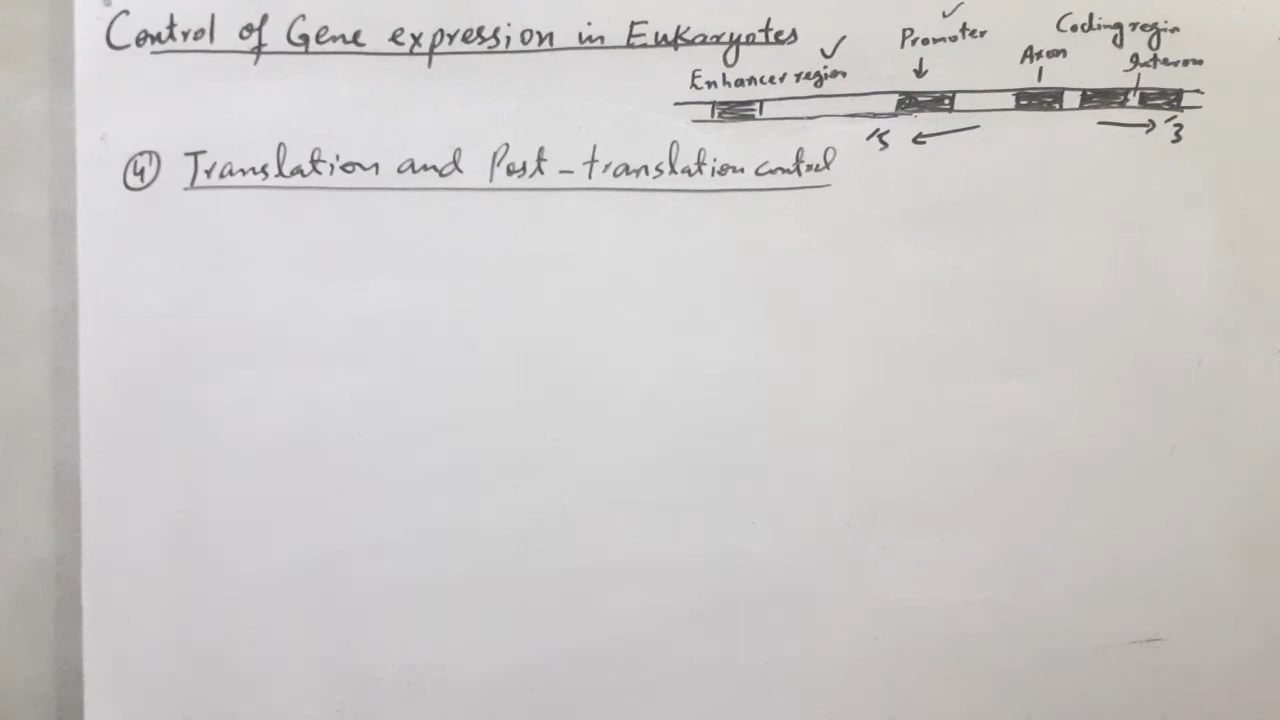 Control of Gene expression in Eukaryotes
Enhancer region
Promoter
Coding regin
Axon
Interon
'5
'3
④ Translation and Post-translation control